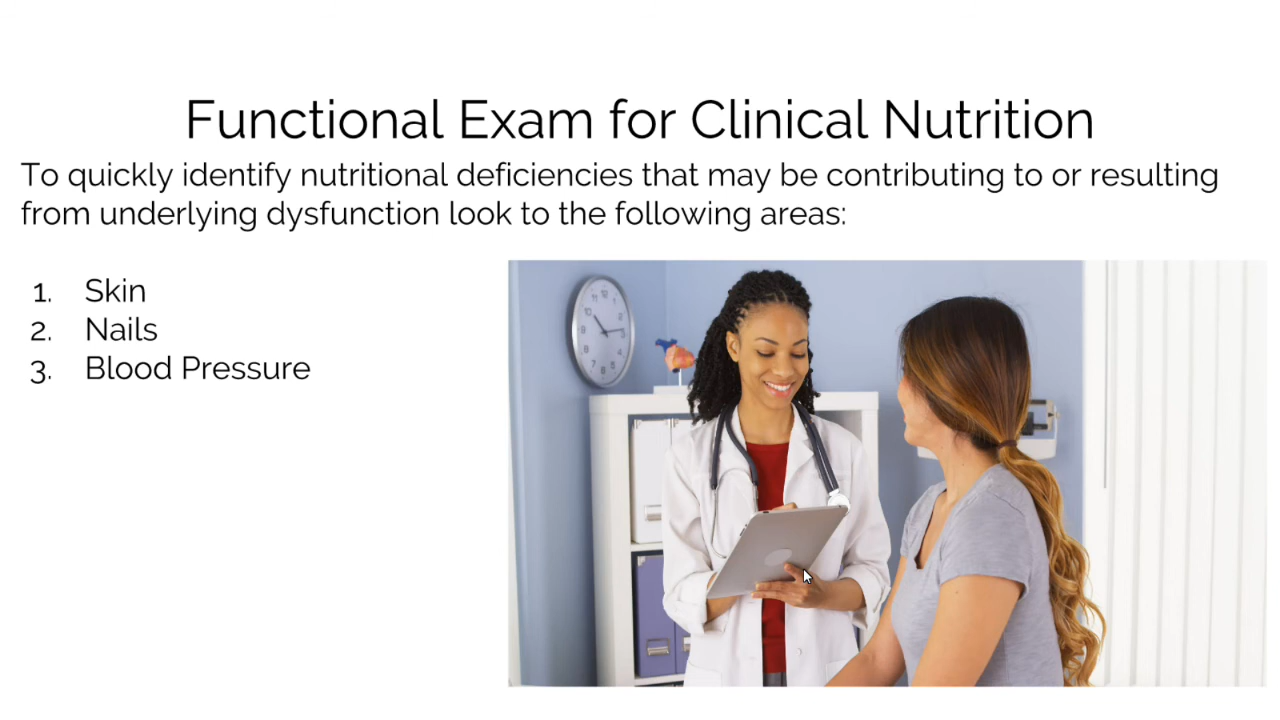 Functional Exam for Clinical Nutrition
To quickly identify nutritional deficiencies that may be contributing to or resulting
from underlying dysfunction look to the following areas:
1. Skin
2. Nails
3. Blood Pressure